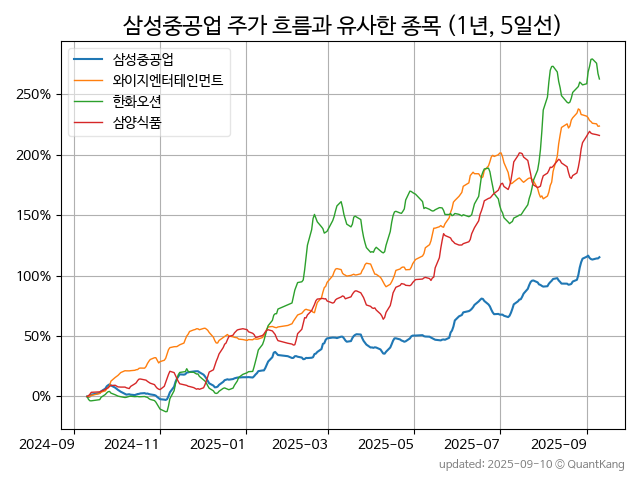 삼성중공업 주가 흐름과 유사한 종목 (1년, 5일선)
삼성중공업
와이지엔터테인먼트
한화오션
삼양식품
250%
200%
150%
100%
50%
0%
2024-09 2024-11 2025-01 2025-03 2025-05 2025-07 2025-09
updated: 2025-09-10 © QuantKang